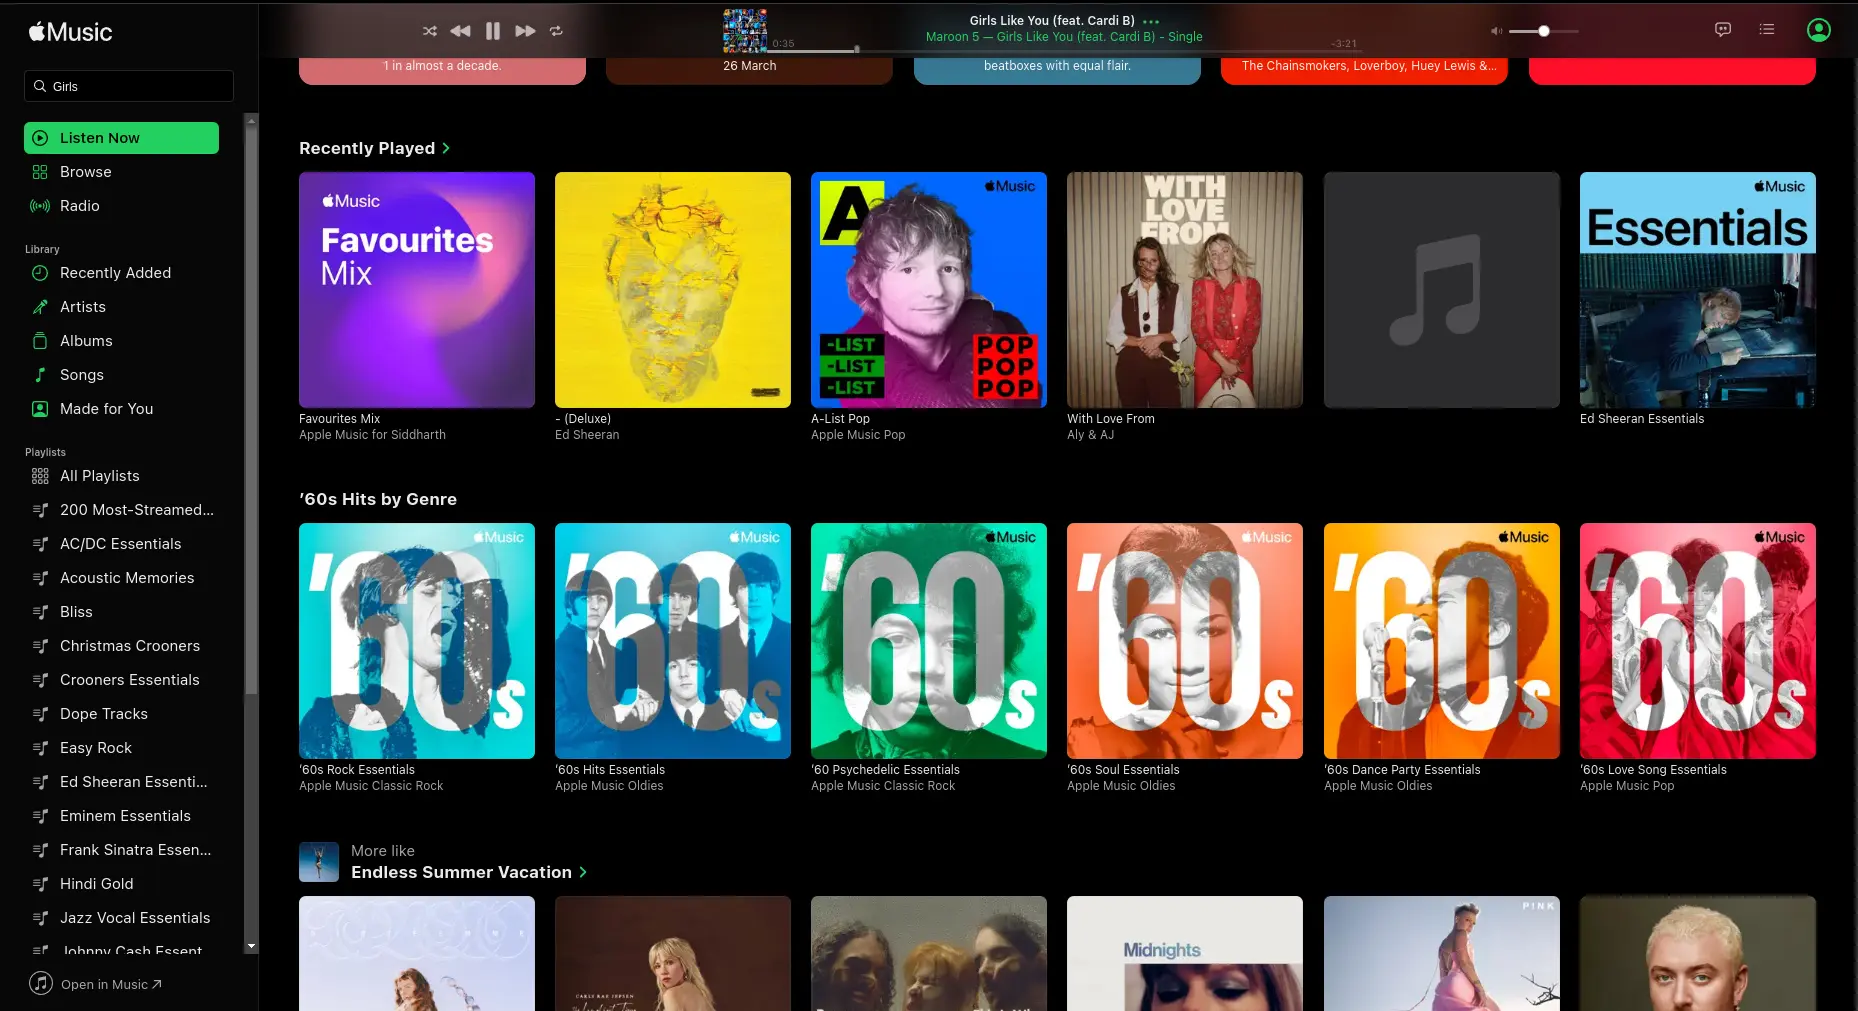 Music
Girls
Listen Now
Browse
Radio
Library
Recently Added
Artists
Albums
Songs
Made for You
Playlists
All Playlists
200 Most-Streamed...
AC/DC Essentials
Acoustic Memories
Bliss
Christmas Crooners
Crooners Essentials
Dope Tracks
Easy Rock
Ed Sheeran Essenti...
Eminem Essentials
Frank Sinatra Essen...
Hindi Gold
Jazz Vocal Essentials
Johnny Cash Essent
Open in Music
Girls Like You (feat. Cardi B)
Maroon 5 — Girls Like You (feat. Cardi B) - Single
0:35
-3:21
1 in almost a decade.
26 March
beatboxes with equal flair.
The Chainsmokers, Loverboy, Huey Lewis &...
Recently Played
Music
Favourites
Mix
Favourites Mix
Apple Music for Siddharth
- (Deluxe)
Ed Sheeran
Music
A
-LIST
-LIST
-LIST
POP
POP
POP
A-List Pop
Apple Music Pop
WITH
LOVE
FROM
With Love From
Aly & AJ
Music
Essentials
Ed Sheeran Essentials
'60s Hits by Genre
Music
'60s
'60s Rock Essentials
Apple Music Classic Rock
Music
'60s
'60s Hits Essentials
Apple Music Oldies
Music
'60s
'60 Psychedelic Essentials
Apple Music Classic Rock
Music
'60s
'60s Soul Essentials
Apple Music Oldies
Music
'60s
'60s Dance Party Essentials
Apple Music Oldies
Music
'60s
'60s Love Song Essentials
Apple Music Pop
More like
Endless Summer Vacation
CARLY RAE JEPSEN
Midnights
P!NK